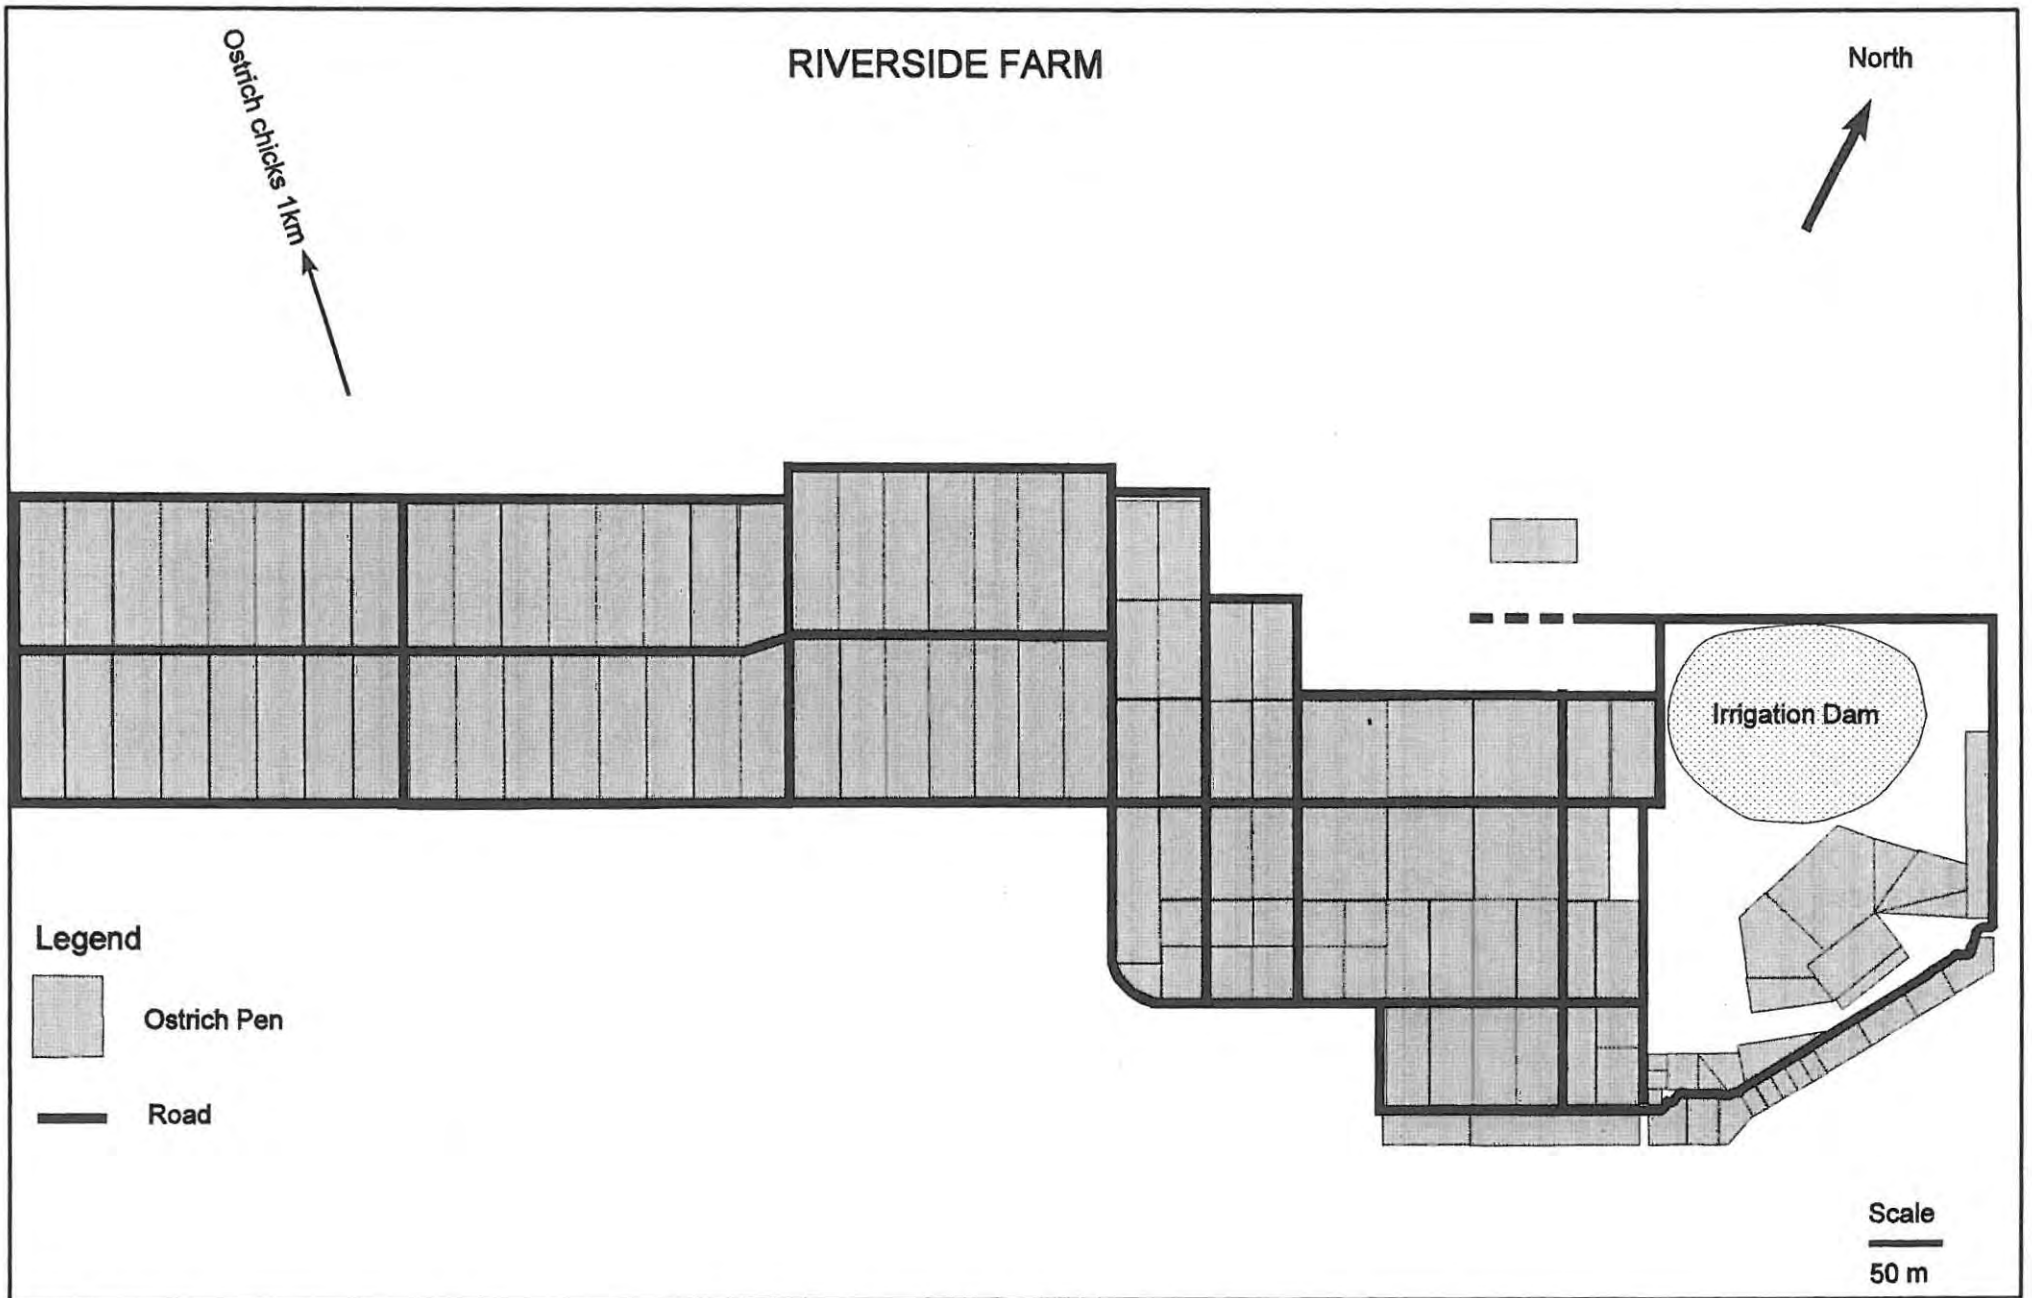 RIVERSIDE FARM
North
Ostrich chicks 1km
Irrigation Dam
Legend
Ostrich Pen
Road
Scale
50 m